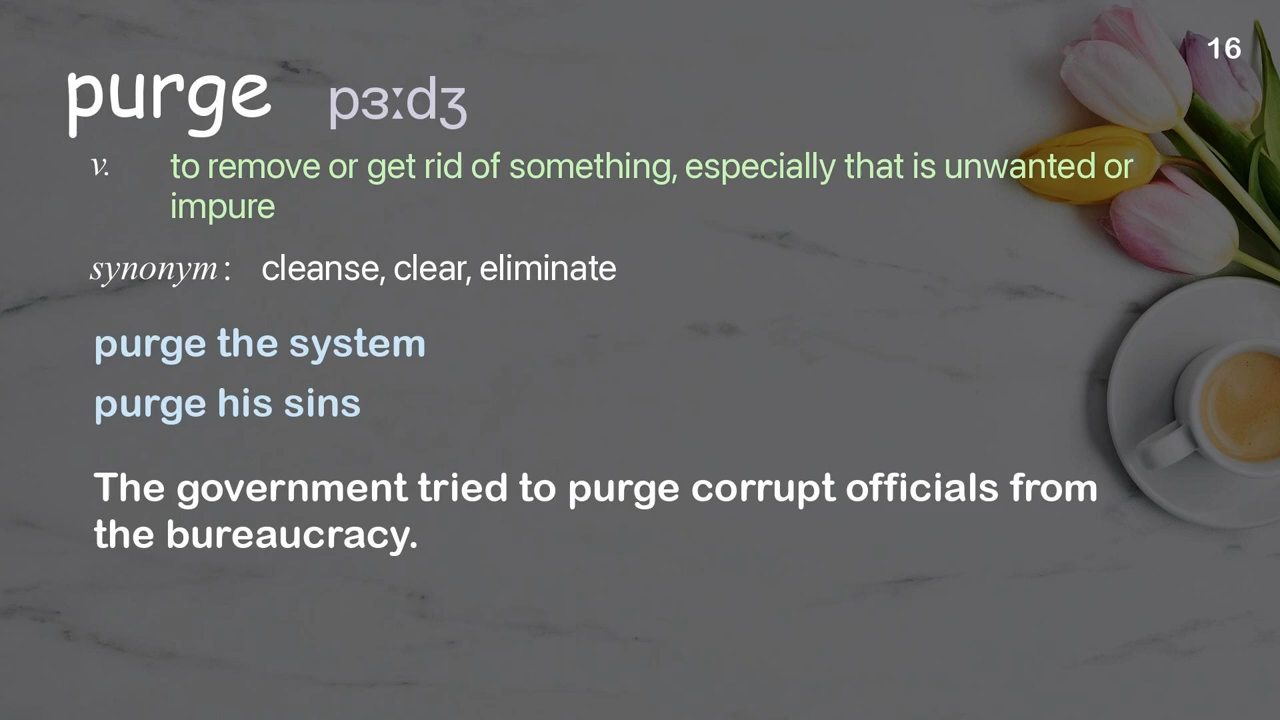 16
purge pɜːdʒ
v. to remove or get rid of something, especially that is unwanted or
impure
synonym: cleanse, clear, eliminate
purge the system
purge his sins
The government tried to purge corrupt officials from
the bureaucracy.